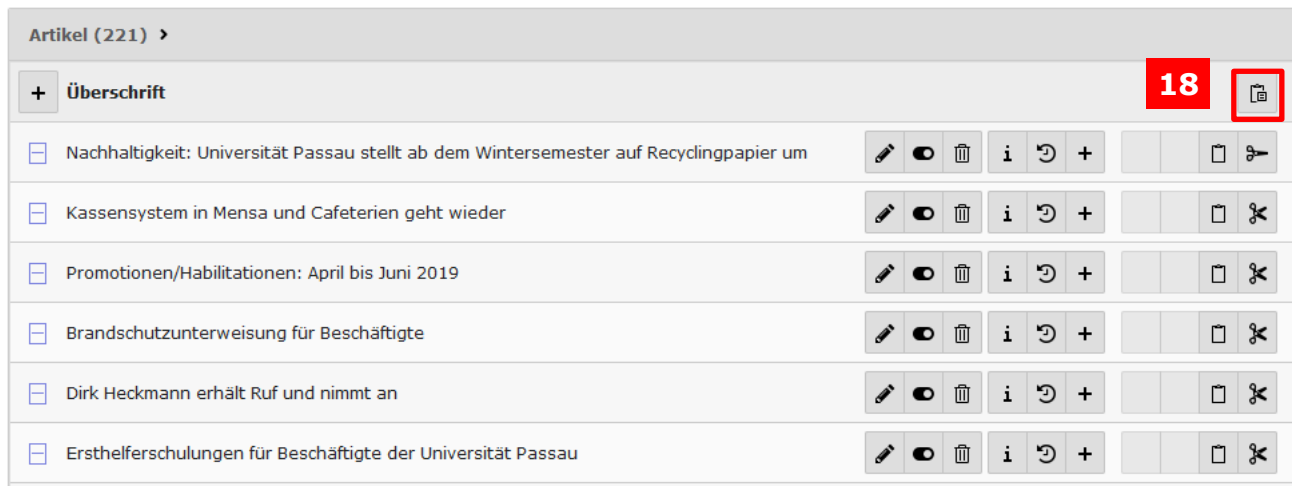 Artikel (221) >
Überschrift
18
Nachhaltigkeit: Universität Passau stellt ab dem Wintersemester auf Recyclingpapier um
Kassensystem in Mensa und Cafeterien geht wieder
Promotionen/Habilitationen: April bis Juni 2019
Brandschutzunterweisung für Beschäftigte
Dirk Heckmann erhält Ruf und nimmt an
Ersthelferschulungen für Beschäftigte der Universität Passau